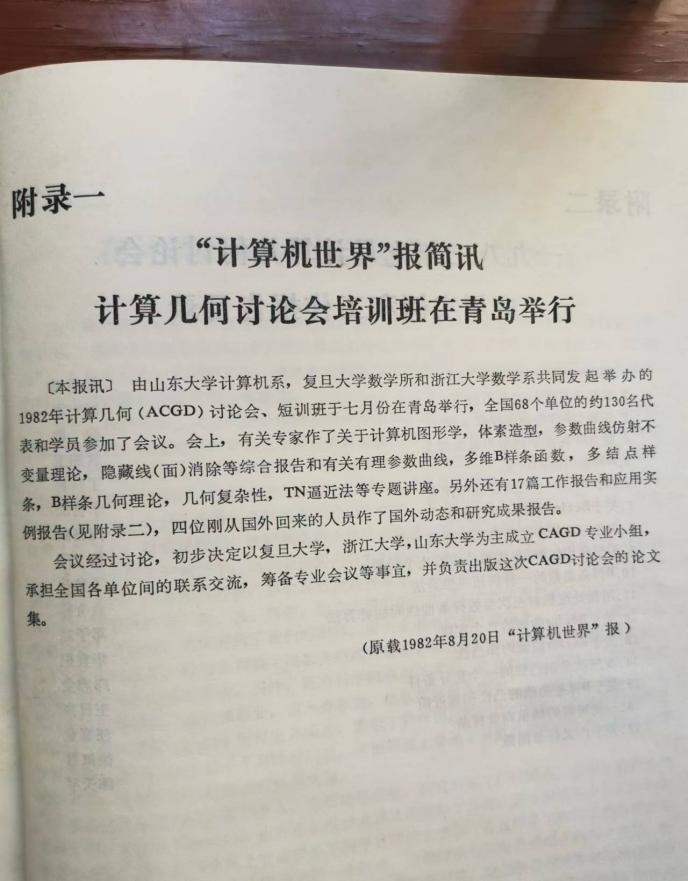 附录一
“计算机世界”报简讯
计算几何讨论会培训班在青岛举行
〔本报讯〕 由山东大学计算机系，复旦大学数学所和浙江大学数学系共同发起举办的
1982年计算几何（ACGD）讨论会、短训班于七月份在青岛举行，全国68个单位的约130名代
表和学员参加了会议。会上，有关专家作了关于计算机图形学，体素造型，参数曲线仿射不
变量理论，隐藏线(面)消除等综合报告和有关有理参数曲线，多维B样条函数，多结点样
条，B样条几何理论，几何复杂性，TN逼近法等专题讲座。另外还有17篇工作报告和应用实
例报告(见附录二），四位刚从国外回来的人员作了国外动态和研究成果报告。
会议经过讨论，初步决定以复旦大学，浙江大学,山东大学为主成立 CAGD 专业小组，
承担全国各单位间的联系交流，筹备专业会议等事宜，并负责出版这次CAGD讨论会的论文
集。
（原载1982年8月20日“计算机世界”报）